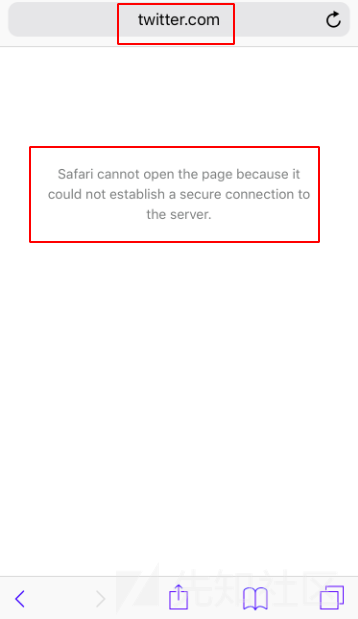 twitter.com
Safari cannot open the page because it
could not establish a secure connection to
the server.
先知社区